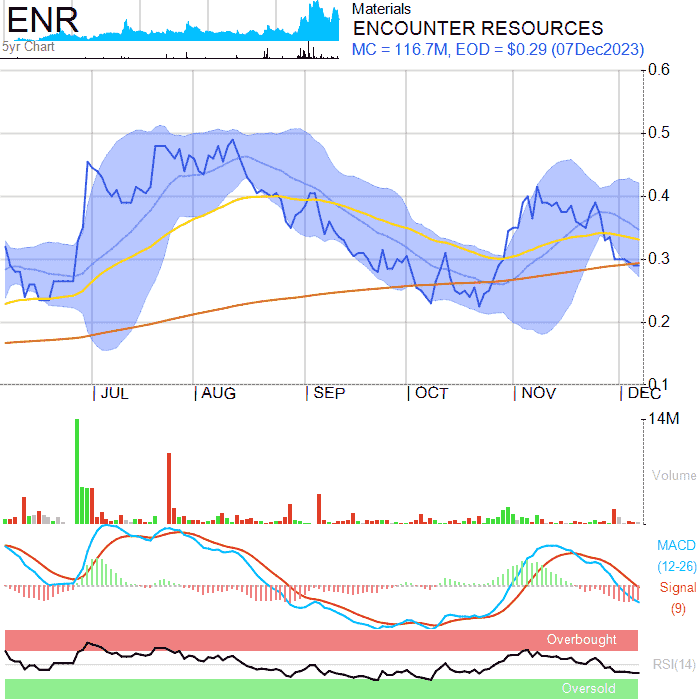 ENR
5yr Chart
Materials
ENCOUNTER RESOURCES
MC = 116.7M, EOD = $0.29 (07Dec2023)
0.6
0.5
0.4
0.3
0.2
0.1
JUL AUG SEP OCT NOV DEC
14M
Volume
MACD
(12-26)
Signal
(9)
Overbought
RSI(14)
Oversold